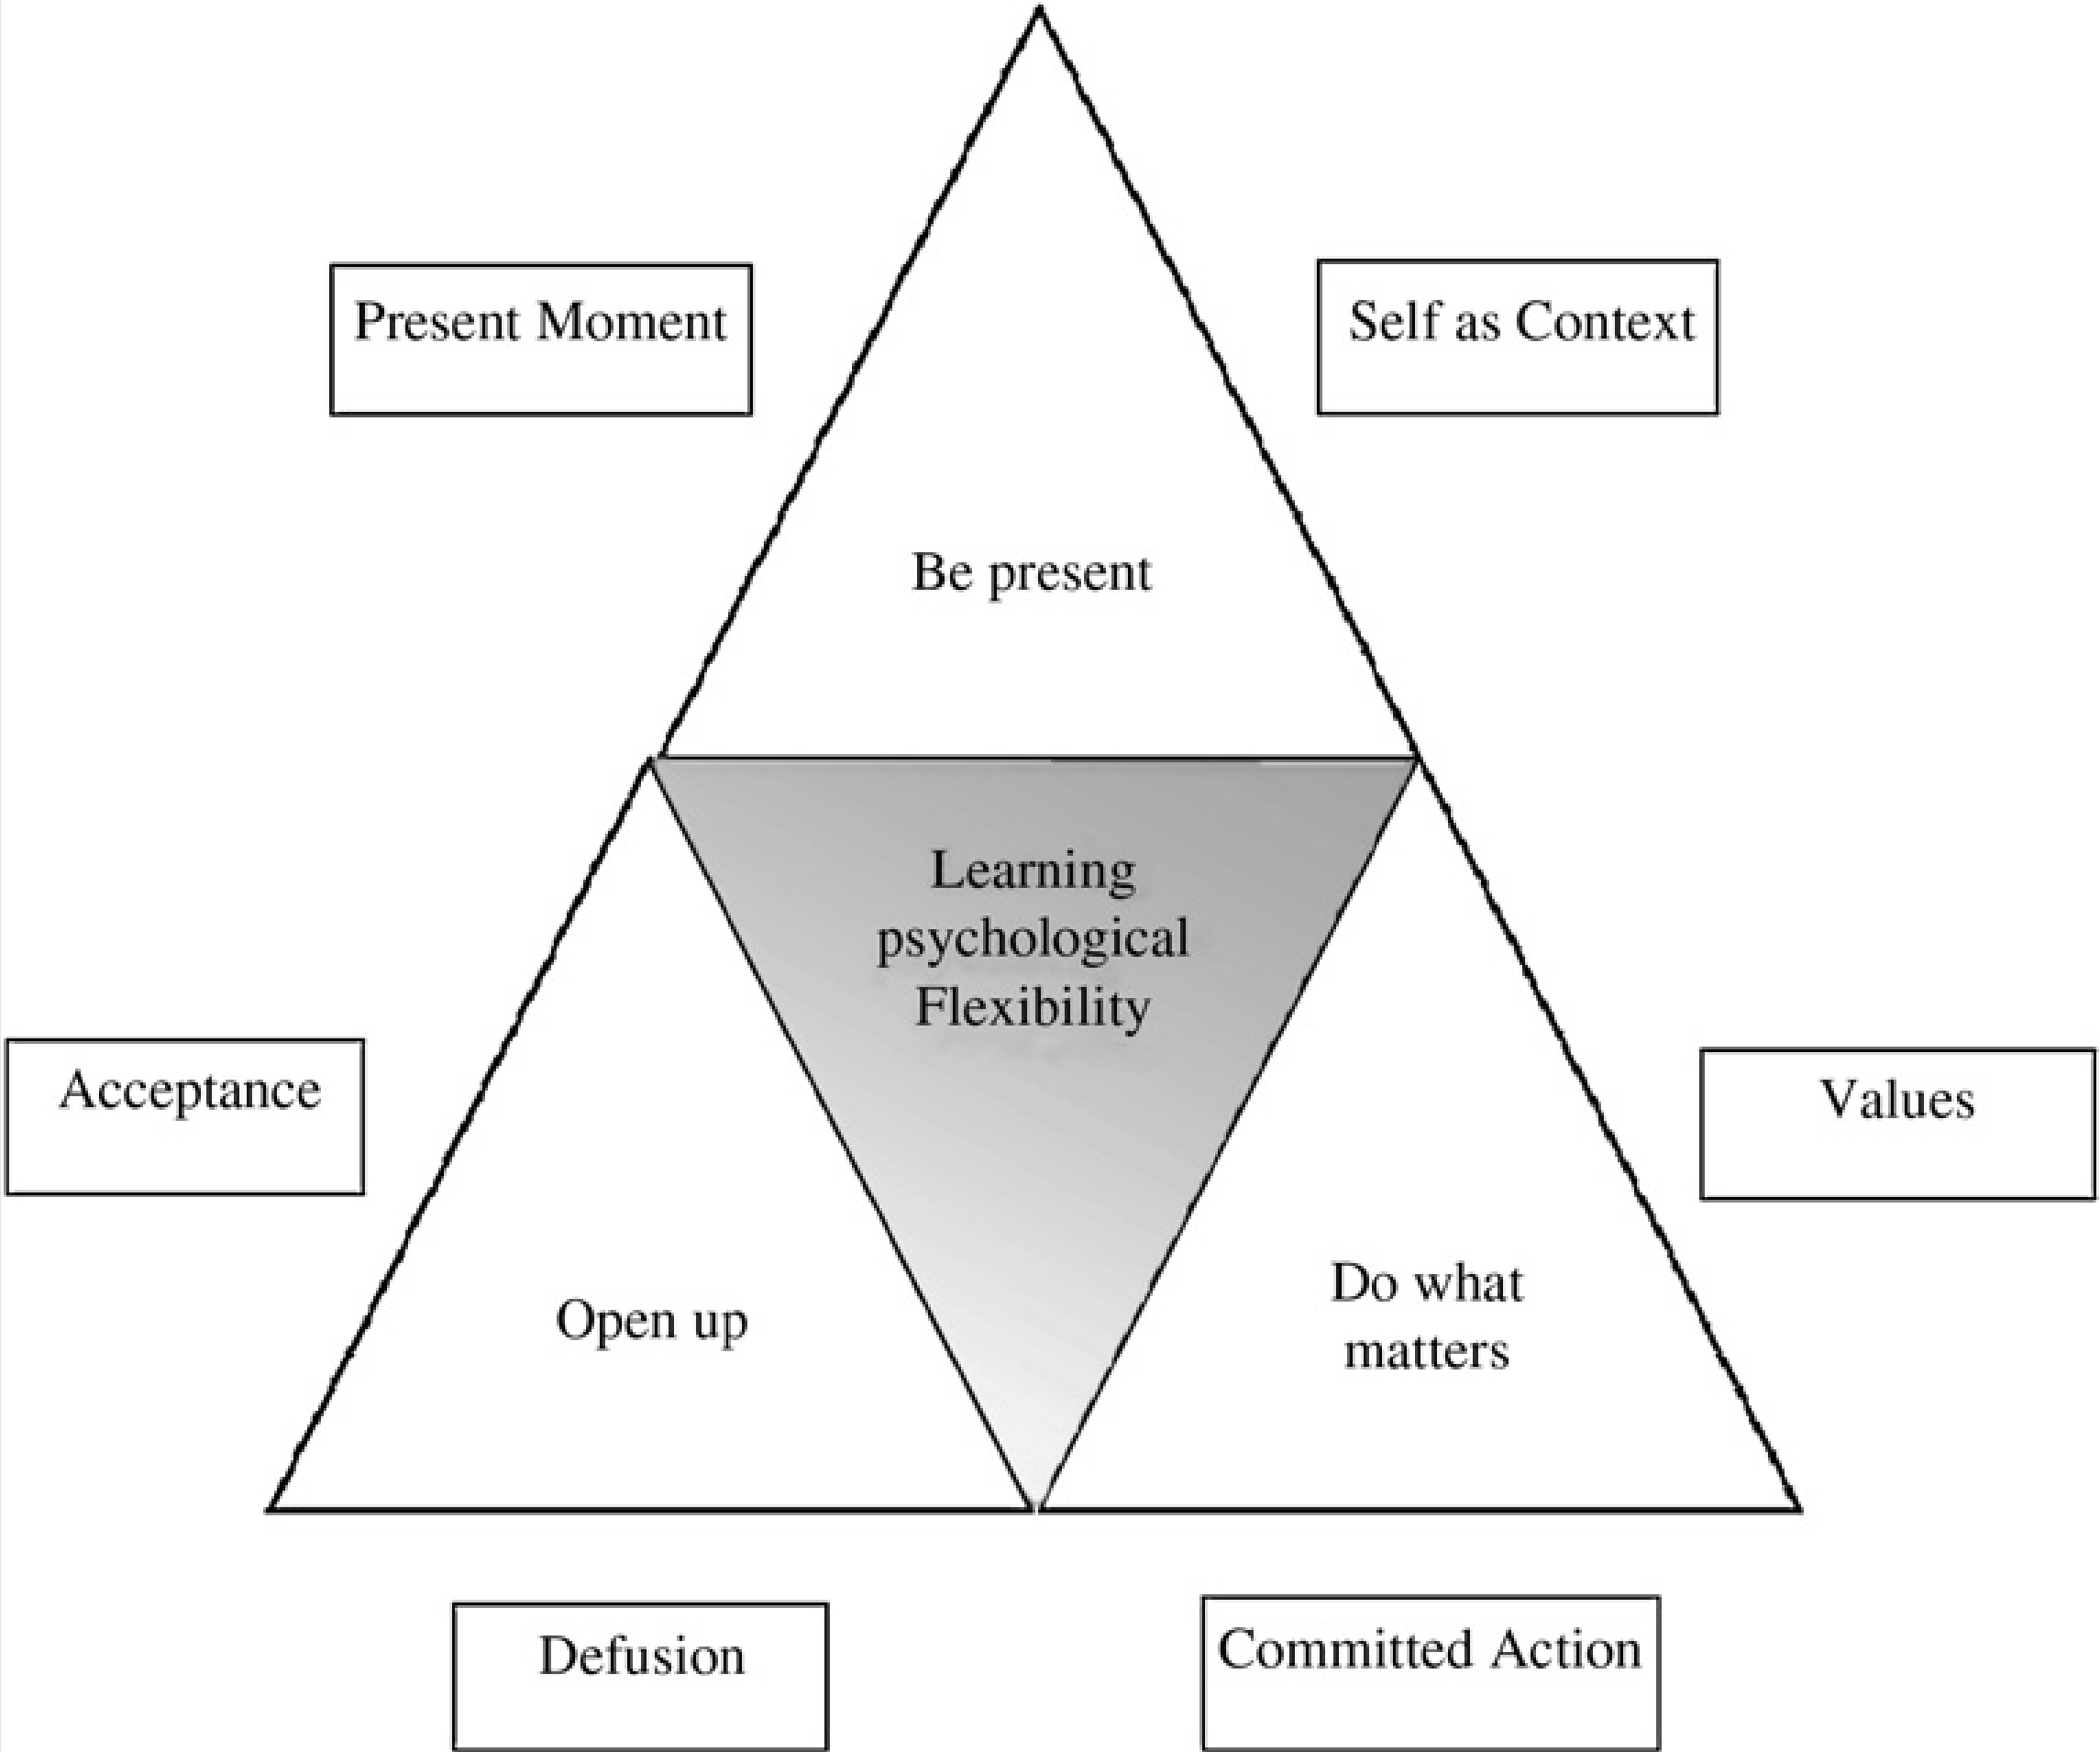 Present Moment
Self as Context
Be present
Learning
psychological
Flexibility
Acceptance
Values
Open up
Do what
matters
Defusion
Committed Action